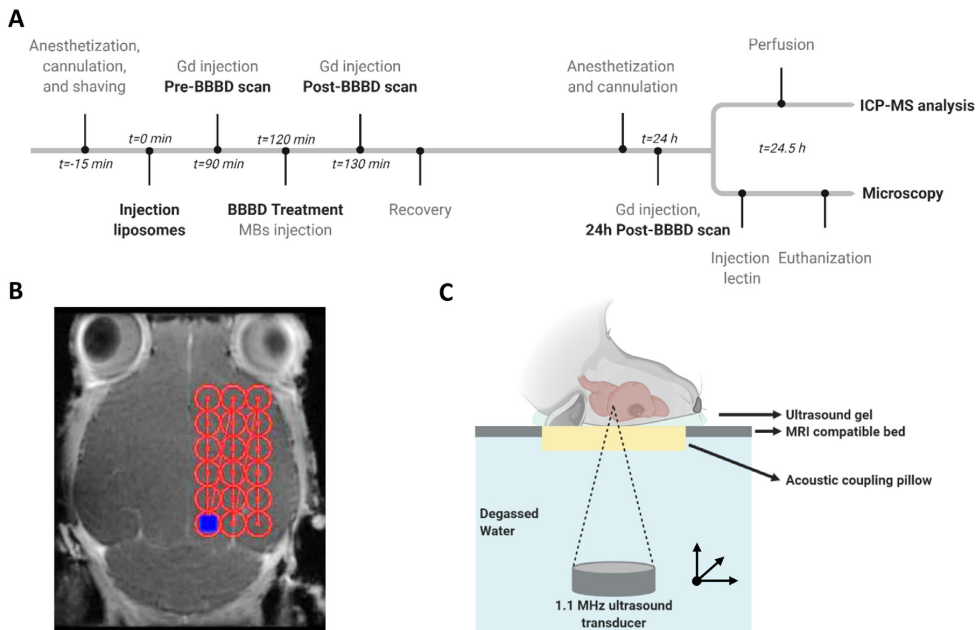 A
Anesthetization,
cannulation,
and shaving
Gd injection
Pre-BBBD scan
Gd injection
Post-BBBD scan
Anesthetization
and cannulation
Perfusion
ICP-MS analysis
t=0 min
t=120 min
t=24 h
t=-15 min
t=90 min
t=130 min
t=24.5 h
Injection
liposomes
BBBD Treatment
MBs injection
Recovery
Gd injection,
24h Post-BBBD scan
Microscopy
Injection
lectin
Euthanization
B
C
Ultrasound gel
MRI compatible bed
Acoustic coupling pillow
Degassed
Water
1.1 MHz ultrasound
transducer